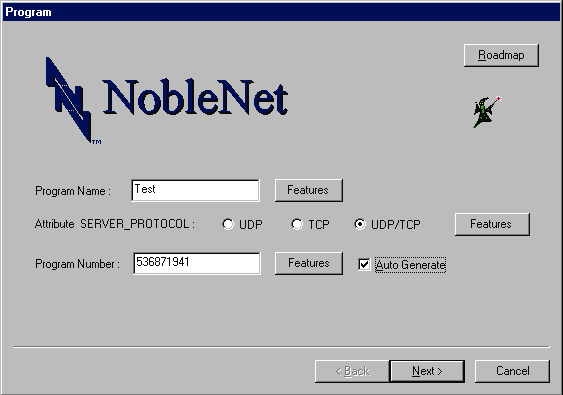 Program
Roadmap
NobleNet
TM
Program Name : Test Features
Attribute SERVER_PROTOCOL : UDP TCP UDP/TCP Features
Program Number : 536871941 Features Auto Generate
< Back Next > Cancel